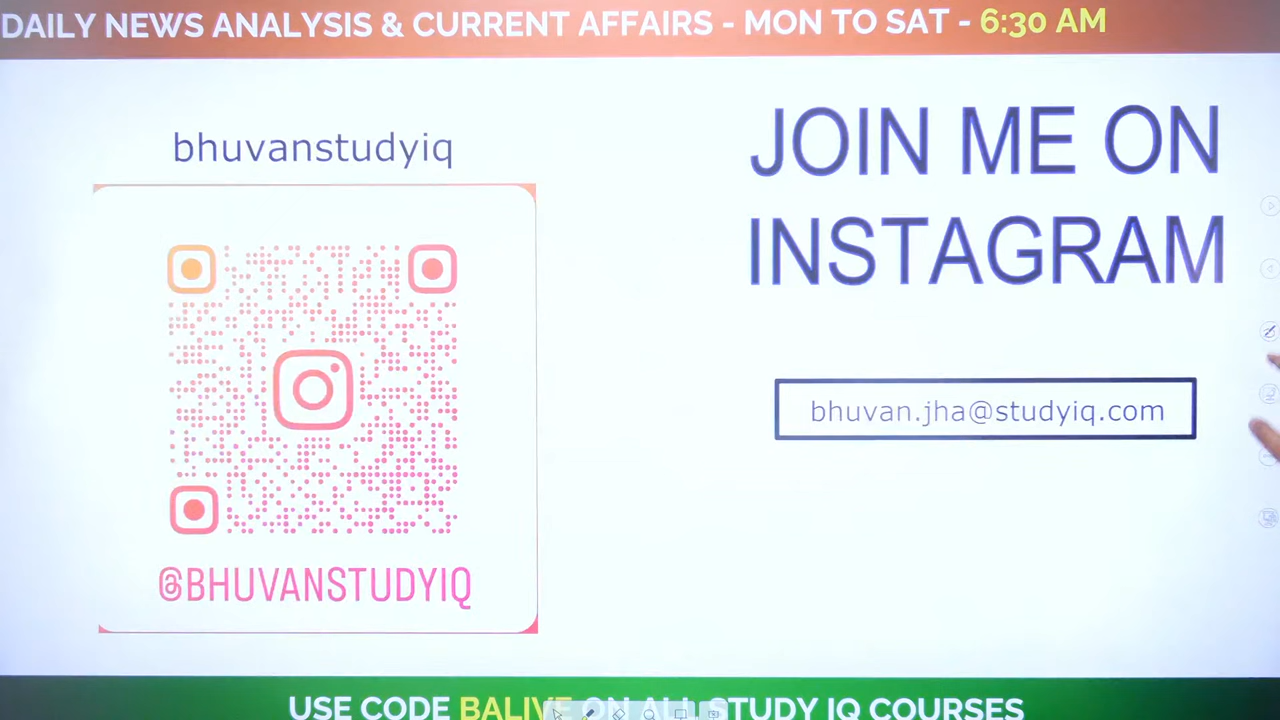 DAILY NEWS ANALYSIS & CURRENT AFFAIRS - MON TO SAT - 6:30 AM
bhuvanstudyiq
@BHUVANSTUDYIQ
JOIN ME ON
INSTAGRAM
bhuvan.jha@studyiq.com
USE CODE BALIVE ON ALL STUDY IQ COURSES